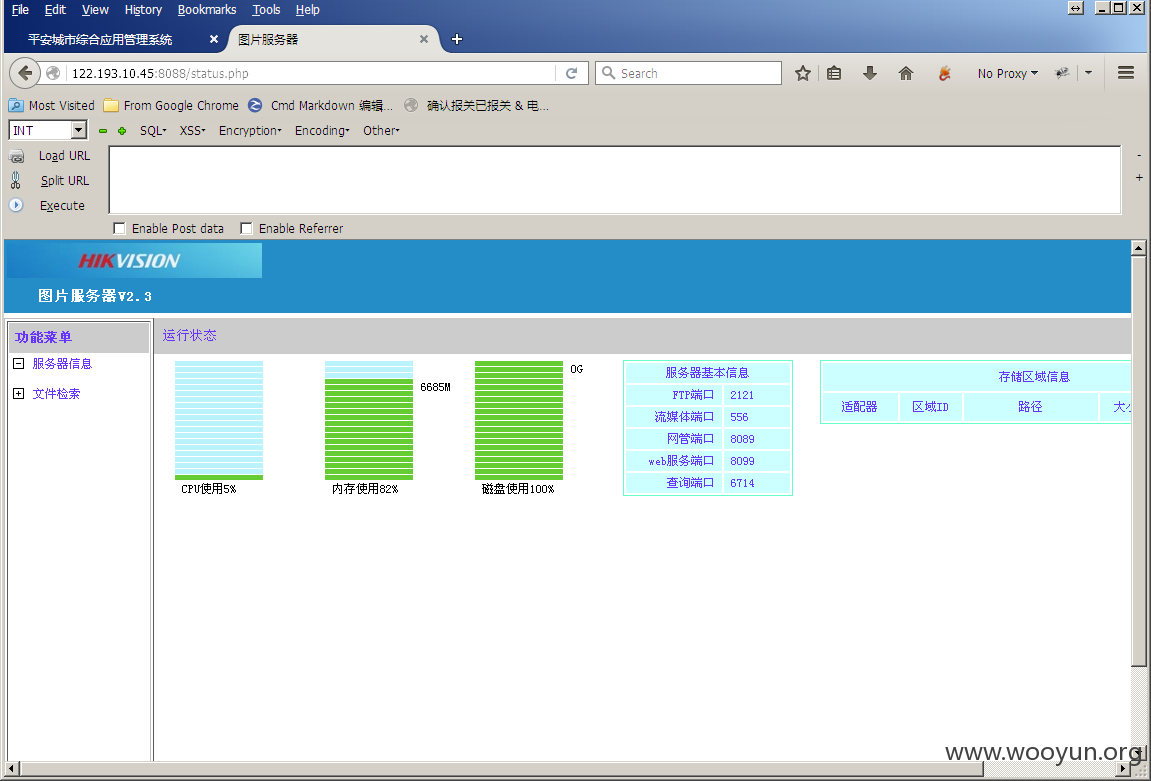 File Edit View History Bookmarks Tools Help
平安城市综合应用管理系统 图片服务器
122.193.10.45:8088/status.php Search No Proxy
Most Visited From Google Chrome Cmd Markdown 编辑... 确认报关已报关 & 电...
INT SQL XSS Encryption Encoding Other
Load URL
Split URL
Execute
Enable Post data Enable Referrer
HIKVISION
图片服务器V2.3
功能菜单
服务器信息
文件检索
运行状态
6685M
0G
CPU使用5% 内存使用82% 磁盘使用100%
服务器基本信息
FTP端口 2121
流媒体端口 556
网管端口 8089
web服务端口 8099
查询端口 6714
存储区域信息
适配器 区域ID 路径
www.wooyun.org